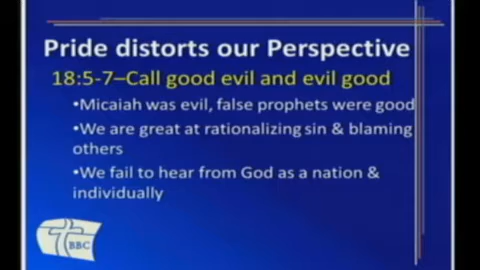 Pride distorts our Perspective
18:5-7–Call good evil and evil good
•Micaiah was evil, false prophets were good
•We are great at rationalizing sin & blaming
others
•We fail to hear from God as a nation &
individually
BBC